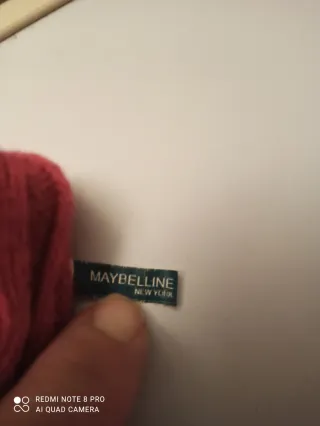 MAYBELLINE
NEW YORK
REDMI NOTE 8 PRO
AI QUAD CAMERA